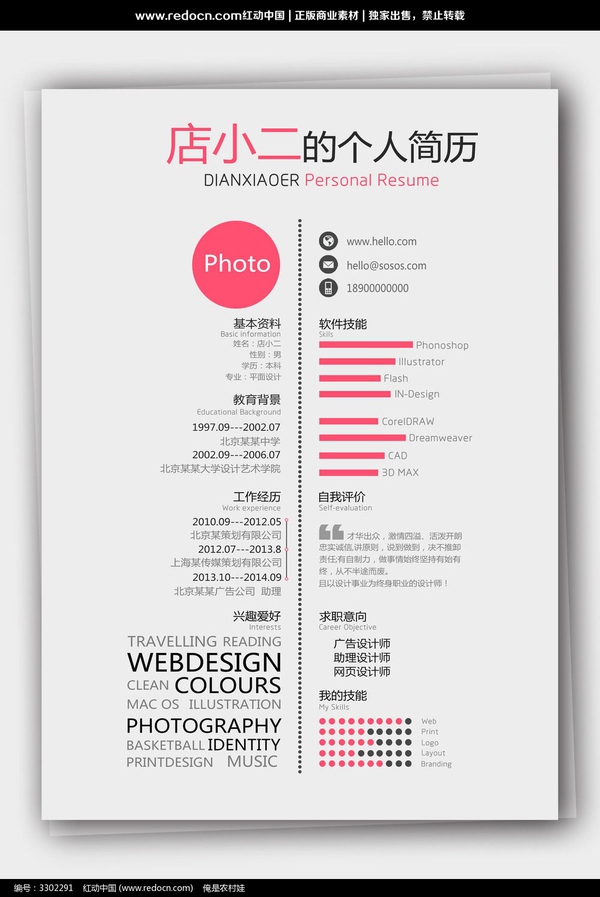 www.redocn.com红动中国 | 正版商业素材 | 独家出售，禁止转载
店小二的个人简历
DIANXIAOER Personal Resume
Photo
www.hello.com
hello@sosos.com
18900000000
基本资料
Basic information
姓名：店小二
性别：男
学历：本科
专业：平面设计
教育背景
Educational Background
1997.09---2002.07
北京某某中学
2002.09---2006.07
北京某某大学设计艺术学院
工作经历
Work experience
2010.09---2012.05
北京某策划有限公司
2012.07---2013.8
上海某传媒策划有限公司
2013.10---2014.09
北京某广告公司 助理
兴趣爱好
Interests
TRAVELLING READING
WEBDESIGN
CLEAN COLOURS
MAC OS ILLUSTRATION
PHOTOGRAPHY
BASKETBALL IDENTITY
PRINTDESIGN MUSIC
软件技能
Skills
Phonoshop
Illustrator
Flash
IN-Design
CorelDRAW
Dreamweaver
CAD
3D MAX
自我评价
Self-evaluation
才华出众，激情四溢、活泼开朗
忠实诚信,讲原则，说到做到，决不推卸
责任;有自制力，做事情始终坚持有始有
终，从不半途而废。
且以设计事业为终身职业的设计师！
求职意向
Career Objective
广告设计师
助理设计师
网页设计师
我的技能
My Skills
Web
Print
Logo
Layout
Branding
编号：3302291 红动中国 (www.redocn.com) 俺是农村娃